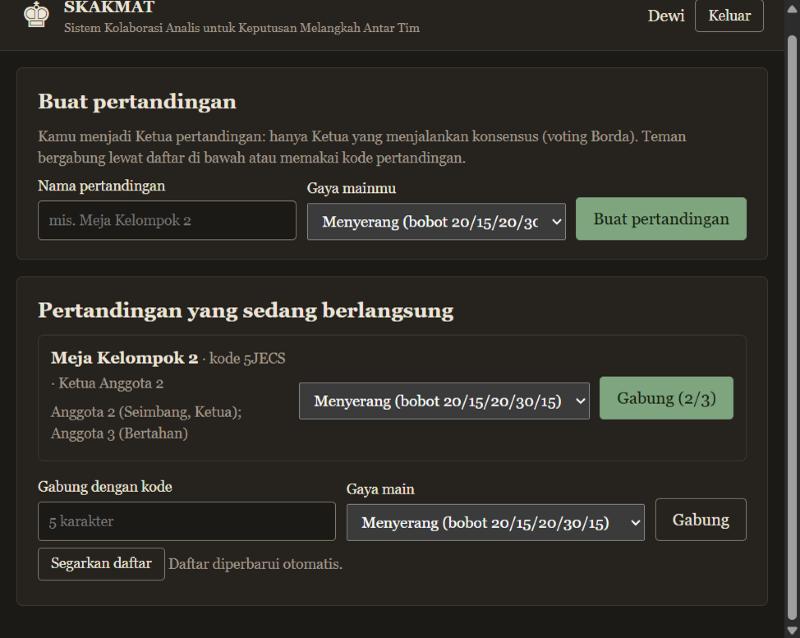 SKAKMAT
Sistem Kolaborasi Analis untuk Keputusan Melangkah Antar Tim
Dewi
Keluar
Buat pertandingan
Kamu menjadi Ketua pertandingan: hanya Ketua yang menjalankan konsensus (voting Borda). Teman
bergabung lewat daftar di bawah atau memakai kode pertandingan.
Nama pertandingan
Gaya mainmu
mis. Meja Kelompok 2
Menyerang (bobot 20/15/20/30
Buat pertandingan
Pertandingan yang sedang berlangsung
Meja Kelompok 2 · kode 5JECS
· Ketua Anggota 2
Anggota 2 (Seimbang, Ketua);
Anggota 3 (Bertahan)
Menyerang (bobot 20/15/20/30/15)
Gabung (2/3)
Gabung dengan kode
Gaya main
5 karakter
Menyerang (bobot 20/15/20/30/15)
Gabung
Segarkan daftar
Daftar diperbarui otomatis.